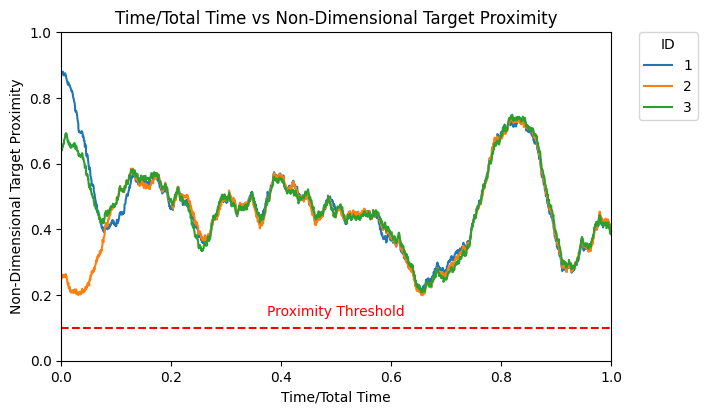 Time/Total Time vs Non-Dimensional Target Proximity
ID
1
2
3
Non-Dimensional Target Proximity
1.0
0.8
0.6
0.4
0.2
0.0
Proximity Threshold
0.0 0.2 0.4 0.6 0.8 1.0
Time/Total Time